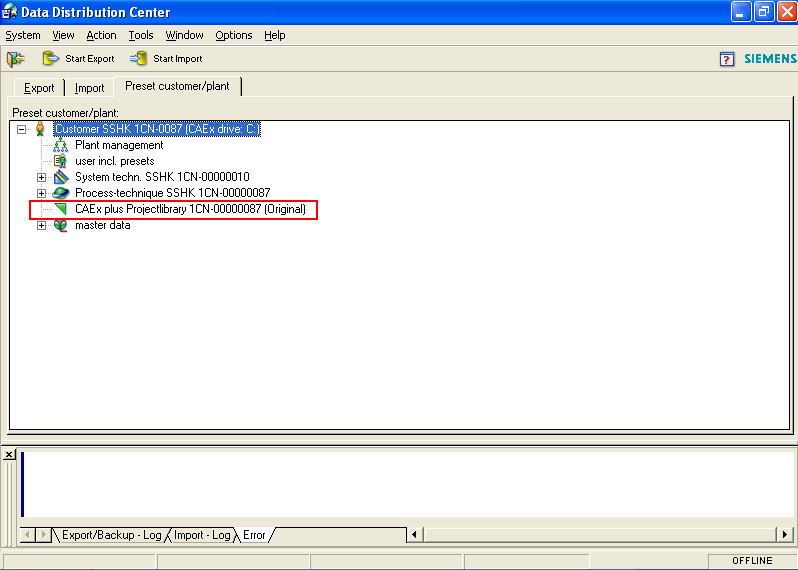 Data Distribution Center
System View Action Tools Window Options Help
Start Export Start Import ? SIEMENS
Export Import Preset customer/plant
Preset customer/plant:
Customer SSHK 1CN-0087 (CAEx drive: C:)
Plant management
user incl. presets
System techn. SSHK 1CN-00000010
Process-technique SSHK 1CN-00000087
CAEx plus Projectlibrary 1CN-00000087 (Original)
master data
Export/Backup - Log Import - Log Error
OFFLINE